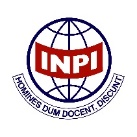 INPI
HOMINES DUM DOCENT, DISCUNT